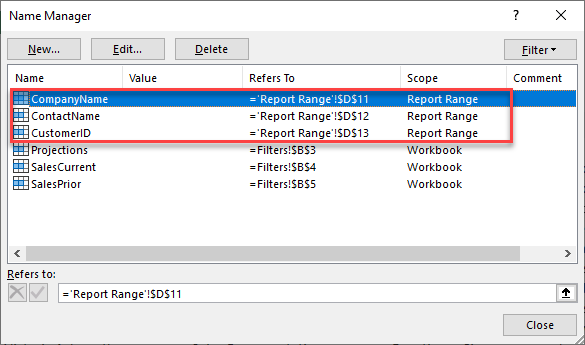 Name Manager ? ×
New... Edit... Delete Filter
Name Value Refers To Scope Comment
CompanyName ='Report Range'!$D$11 Report Range
ContactName ='Report Range'!$D$12 Report Range
CustomerID ='Report Range'!$D$13 Report Range
Projections =Filters!$B$3 Workbook
SalesCurrent =Filters!$B$4 Workbook
SalesPrior =Filters!$B$5 Workbook
Refers to:
='Report Range'!$D$11
Close